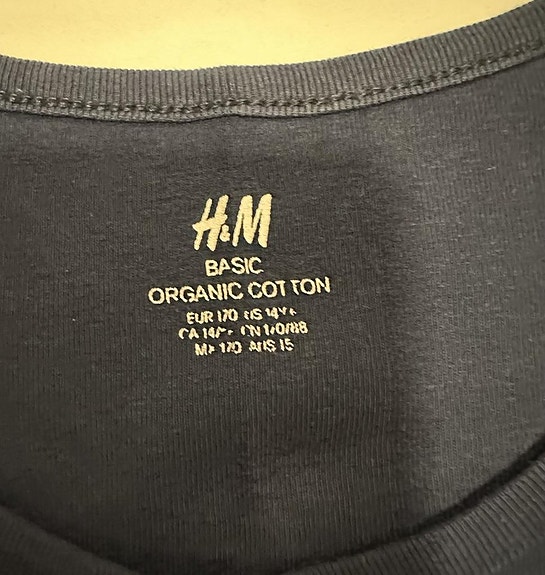 H&M
BASIC
ORGANIC COTTON
EUR 170 US 14Y+
CA 14Y+ CN 170/88
MX 170 AUS 15